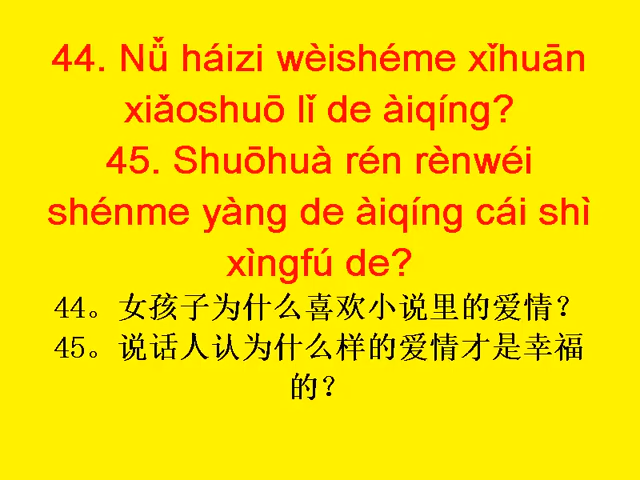 44. Nǚ háizi wèishéme xǐhuān
xiǎoshuō lǐ de àiqíng?
45. Shuōhuà rén rènwéi
shénme yàng de àiqíng cái shì
xìngfú de?
44。女孩子为什么喜欢小说里的爱情？
45。说话人认为什么样的爱情才是幸福
的？